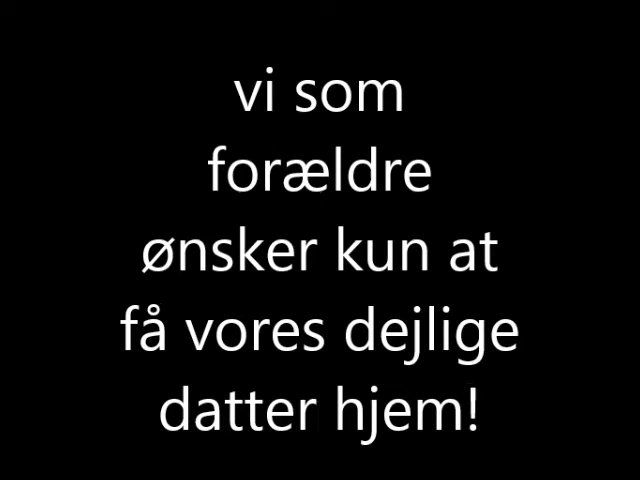 vi som
forældre
ønsker kun at
få vores dejlige
datter hjem!